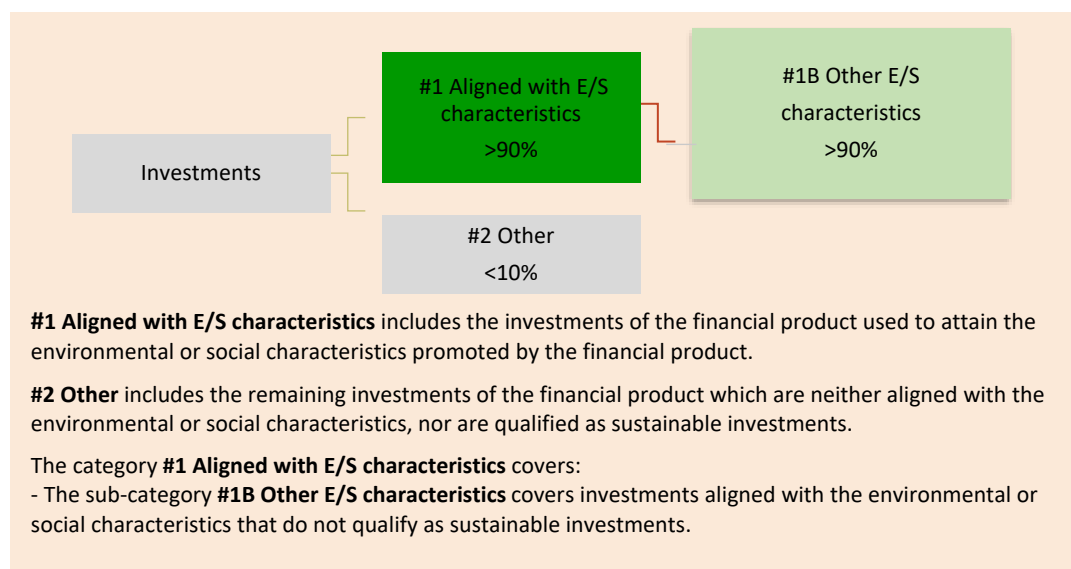 #1 Aligned with E/S
characteristics
>90%
#1B Other E/S
characteristics
>90%
Investments
#2 Other
<10%
#1 Aligned with E/S characteristics includes the investments of the financial product used to attain the
environmental or social characteristics promoted by the financial product.
#2 Other includes the remaining investments of the financial product which are neither aligned with the
environmental or social characteristics, nor are qualified as sustainable investments.
The category #1 Aligned with E/S characteristics covers:
- The sub-category #1B Other E/S characteristics covers investments aligned with the environmental or
social characteristics that do not qualify as sustainable investments.